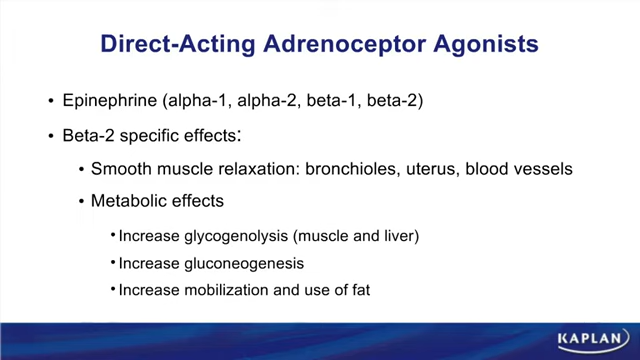 Direct-Acting Adrenoceptor Agonists
• Epinephrine (alpha-1, alpha-2, beta-1, beta-2)
• Beta-2 specific effects:
• Smooth muscle relaxation: bronchioles, uterus, blood vessels
• Metabolic effects
• Increase glycogenolysis (muscle and liver)
• Increase gluconeogenesis
• Increase mobilization and use of fat
KAPLAN